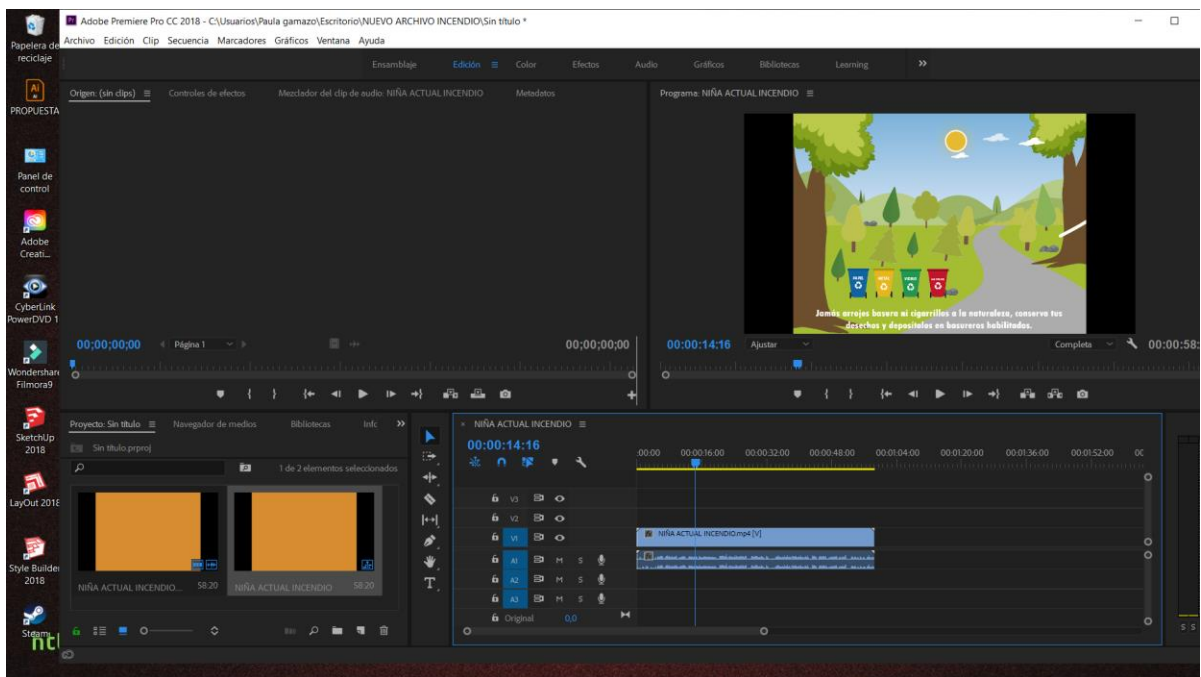 Adobe Premiere Pro CC 2018 - C:\Usuarios\Paula gamazo\Escritorio\NUEVO ARCHIVO INCENDIO\Sin título *
Archivo Edición Clip Secuencia Marcadores Gráficos Ventana Ayuda
Ensamblaje Edición Color Efectos Audio Gráficos Bibliotecas Learning
Papelera de
reciclaje
PROPUESTA
Panel de
control
Adobe
Creati...
CyberLink
PowerDVD 1
Wondershare
Filmora9
SketchUp
2018
LayOut 2018
Style Builder
2018
Steam
Origen: (sin clips) Controles de efectos Mezclador del clip de audio: NIÑA ACTUAL INCENDIO Metadatos
00;00;00;00 Página 1 00;00;00;00
Programa: NIÑA ACTUAL INCENDIO
PAPEL
VIDRIO
Jamás arrojes basura ni cigarrillos a la naturaleza, conserva tus
desechos y deposítalos en basureros habilitados.
00:00:14:16 Ajustar Completa 00:00:58:
Proyecto: Sin título Navegador de medios Bibliotecas Infc
Sin título.prproj
1 de 2 elementos seleccionados
NIÑA ACTUAL INCENDIO... 58:20
NIÑA ACTUAL INCENDIO 58:20
× NIÑA ACTUAL INCENDIO
00:00:14:16
:00:00 00:00:16:00 00:00:32:00 00:00:48:00 00:01:04:00 00:01:20:00 00:01:36:00 00:01:52:00 00
V3
V2
V1 NIÑA ACTUAL INCENDIO.mp4 [V]
A1 M S
A2 M S
A3 M S
Original 0,0
S S